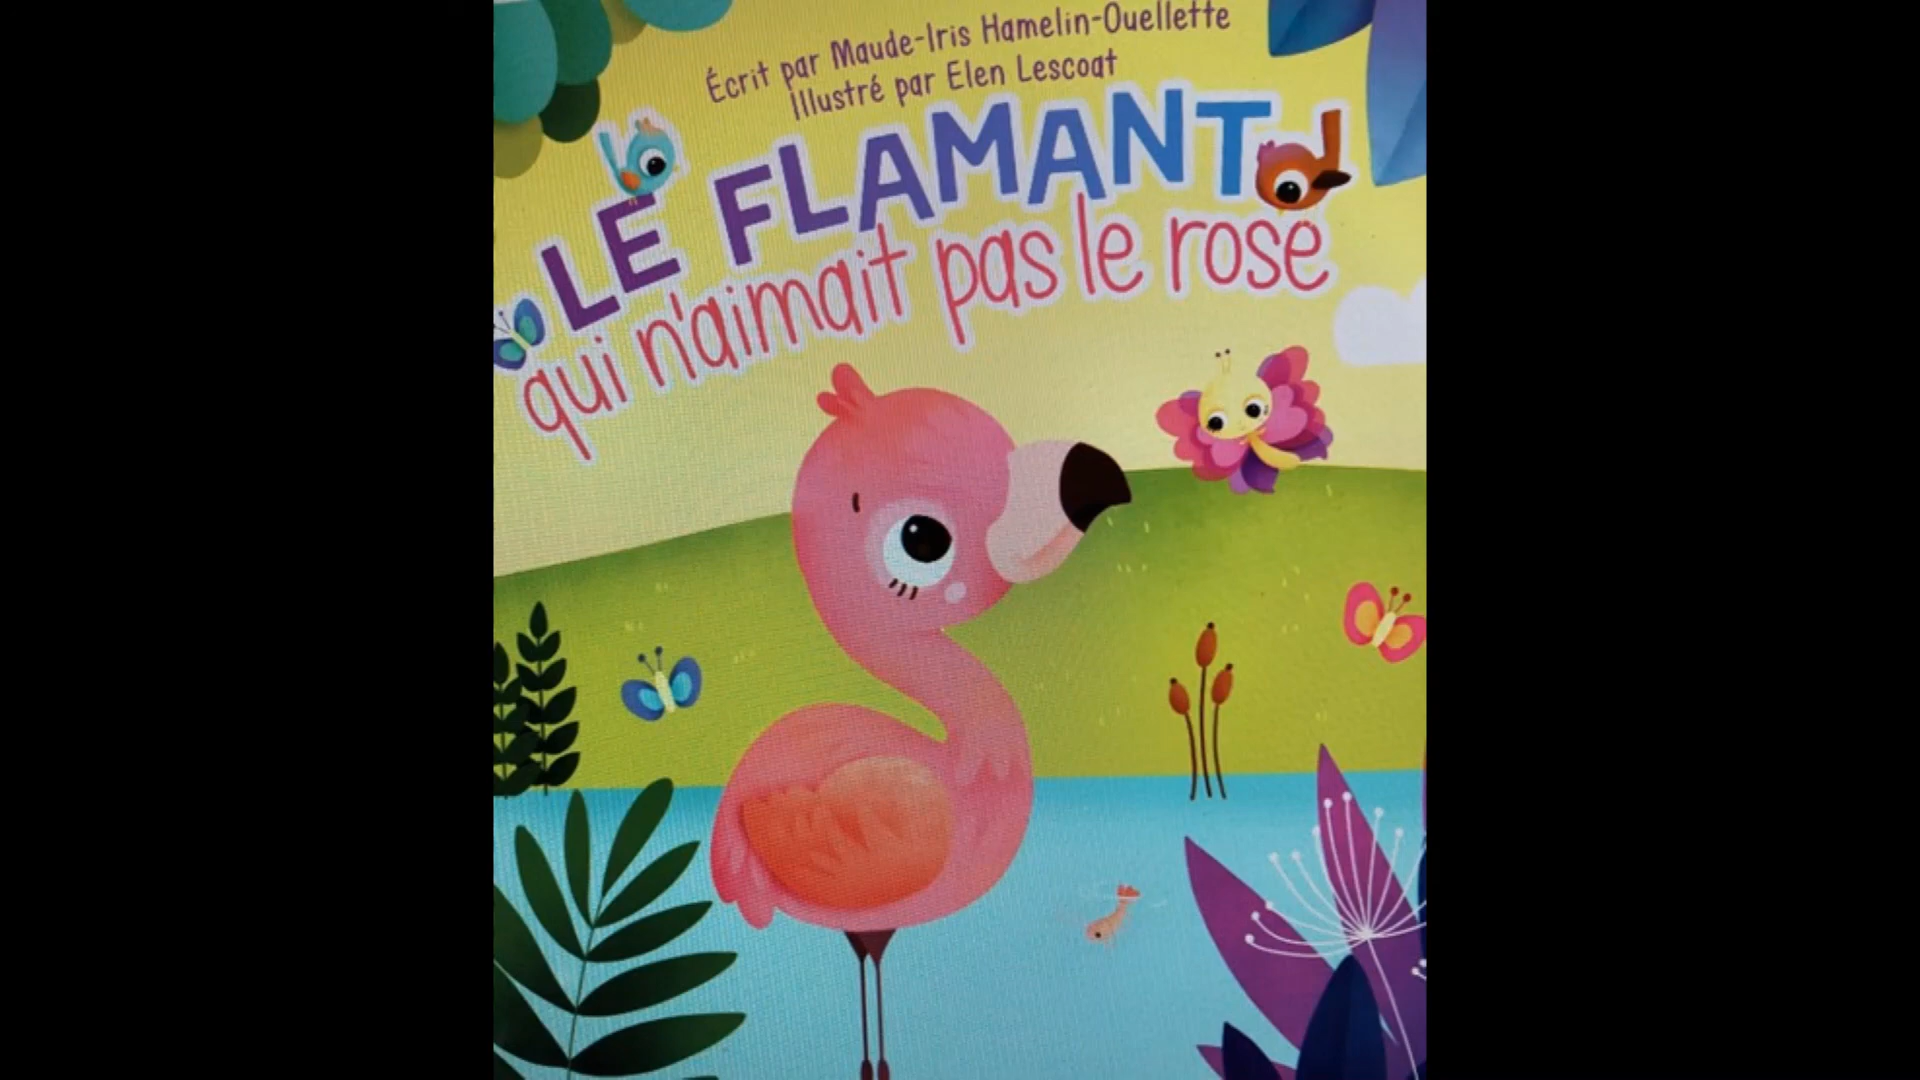 Écrit par Maude-Iris Hamelin-Ouellette
Illustré par Elen Lescoat
LE FLAMANT
qui n'aimait pas le rose